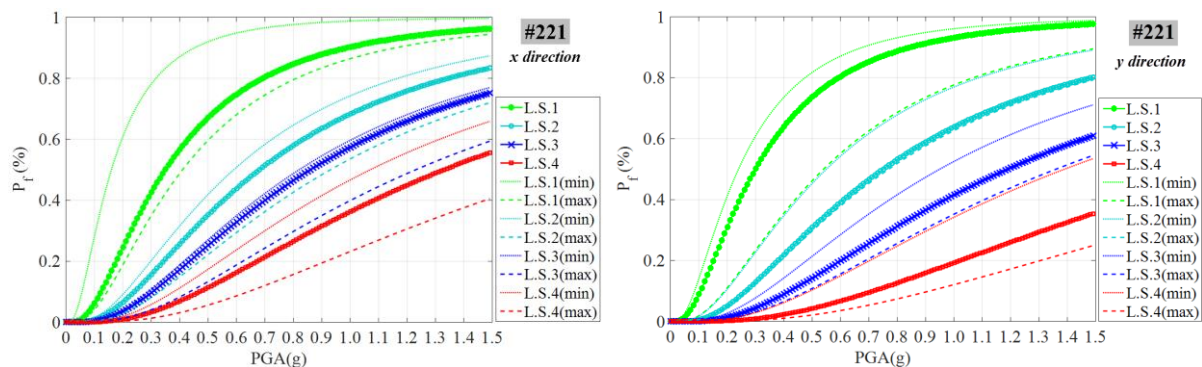 #221
x direction
1
0.8
0.6
0.4
0.2
0
P_f (%)
0 0.1 0.2 0.3 0.4 0.5 0.6 0.7 0.8 0.9 1.0 1.1 1.2 1.3 1.4 1.5
PGA(g)
L.S.1
L.S.2
L.S.3
L.S.4
L.S.1(min)
L.S.1(max)
L.S.2(min)
L.S.2(max)
L.S.3(min)
L.S.3(max)
L.S.4(min)
L.S.4(max)
#221
y direction
1
0.8
0.6
0.4
0.2
0
P_f (%)
0 0.1 0.2 0.3 0.4 0.5 0.6 0.7 0.8 0.9 1.0 1.1 1.2 1.3 1.4 1.5
PGA(g)
L.S.1
L.S.2
L.S.3
L.S.4
L.S.1(min)
L.S.1(max)
L.S.2(min)
L.S.2(max)
L.S.3(min)
L.S.3(max)
L.S.4(min)
L.S.4(max)